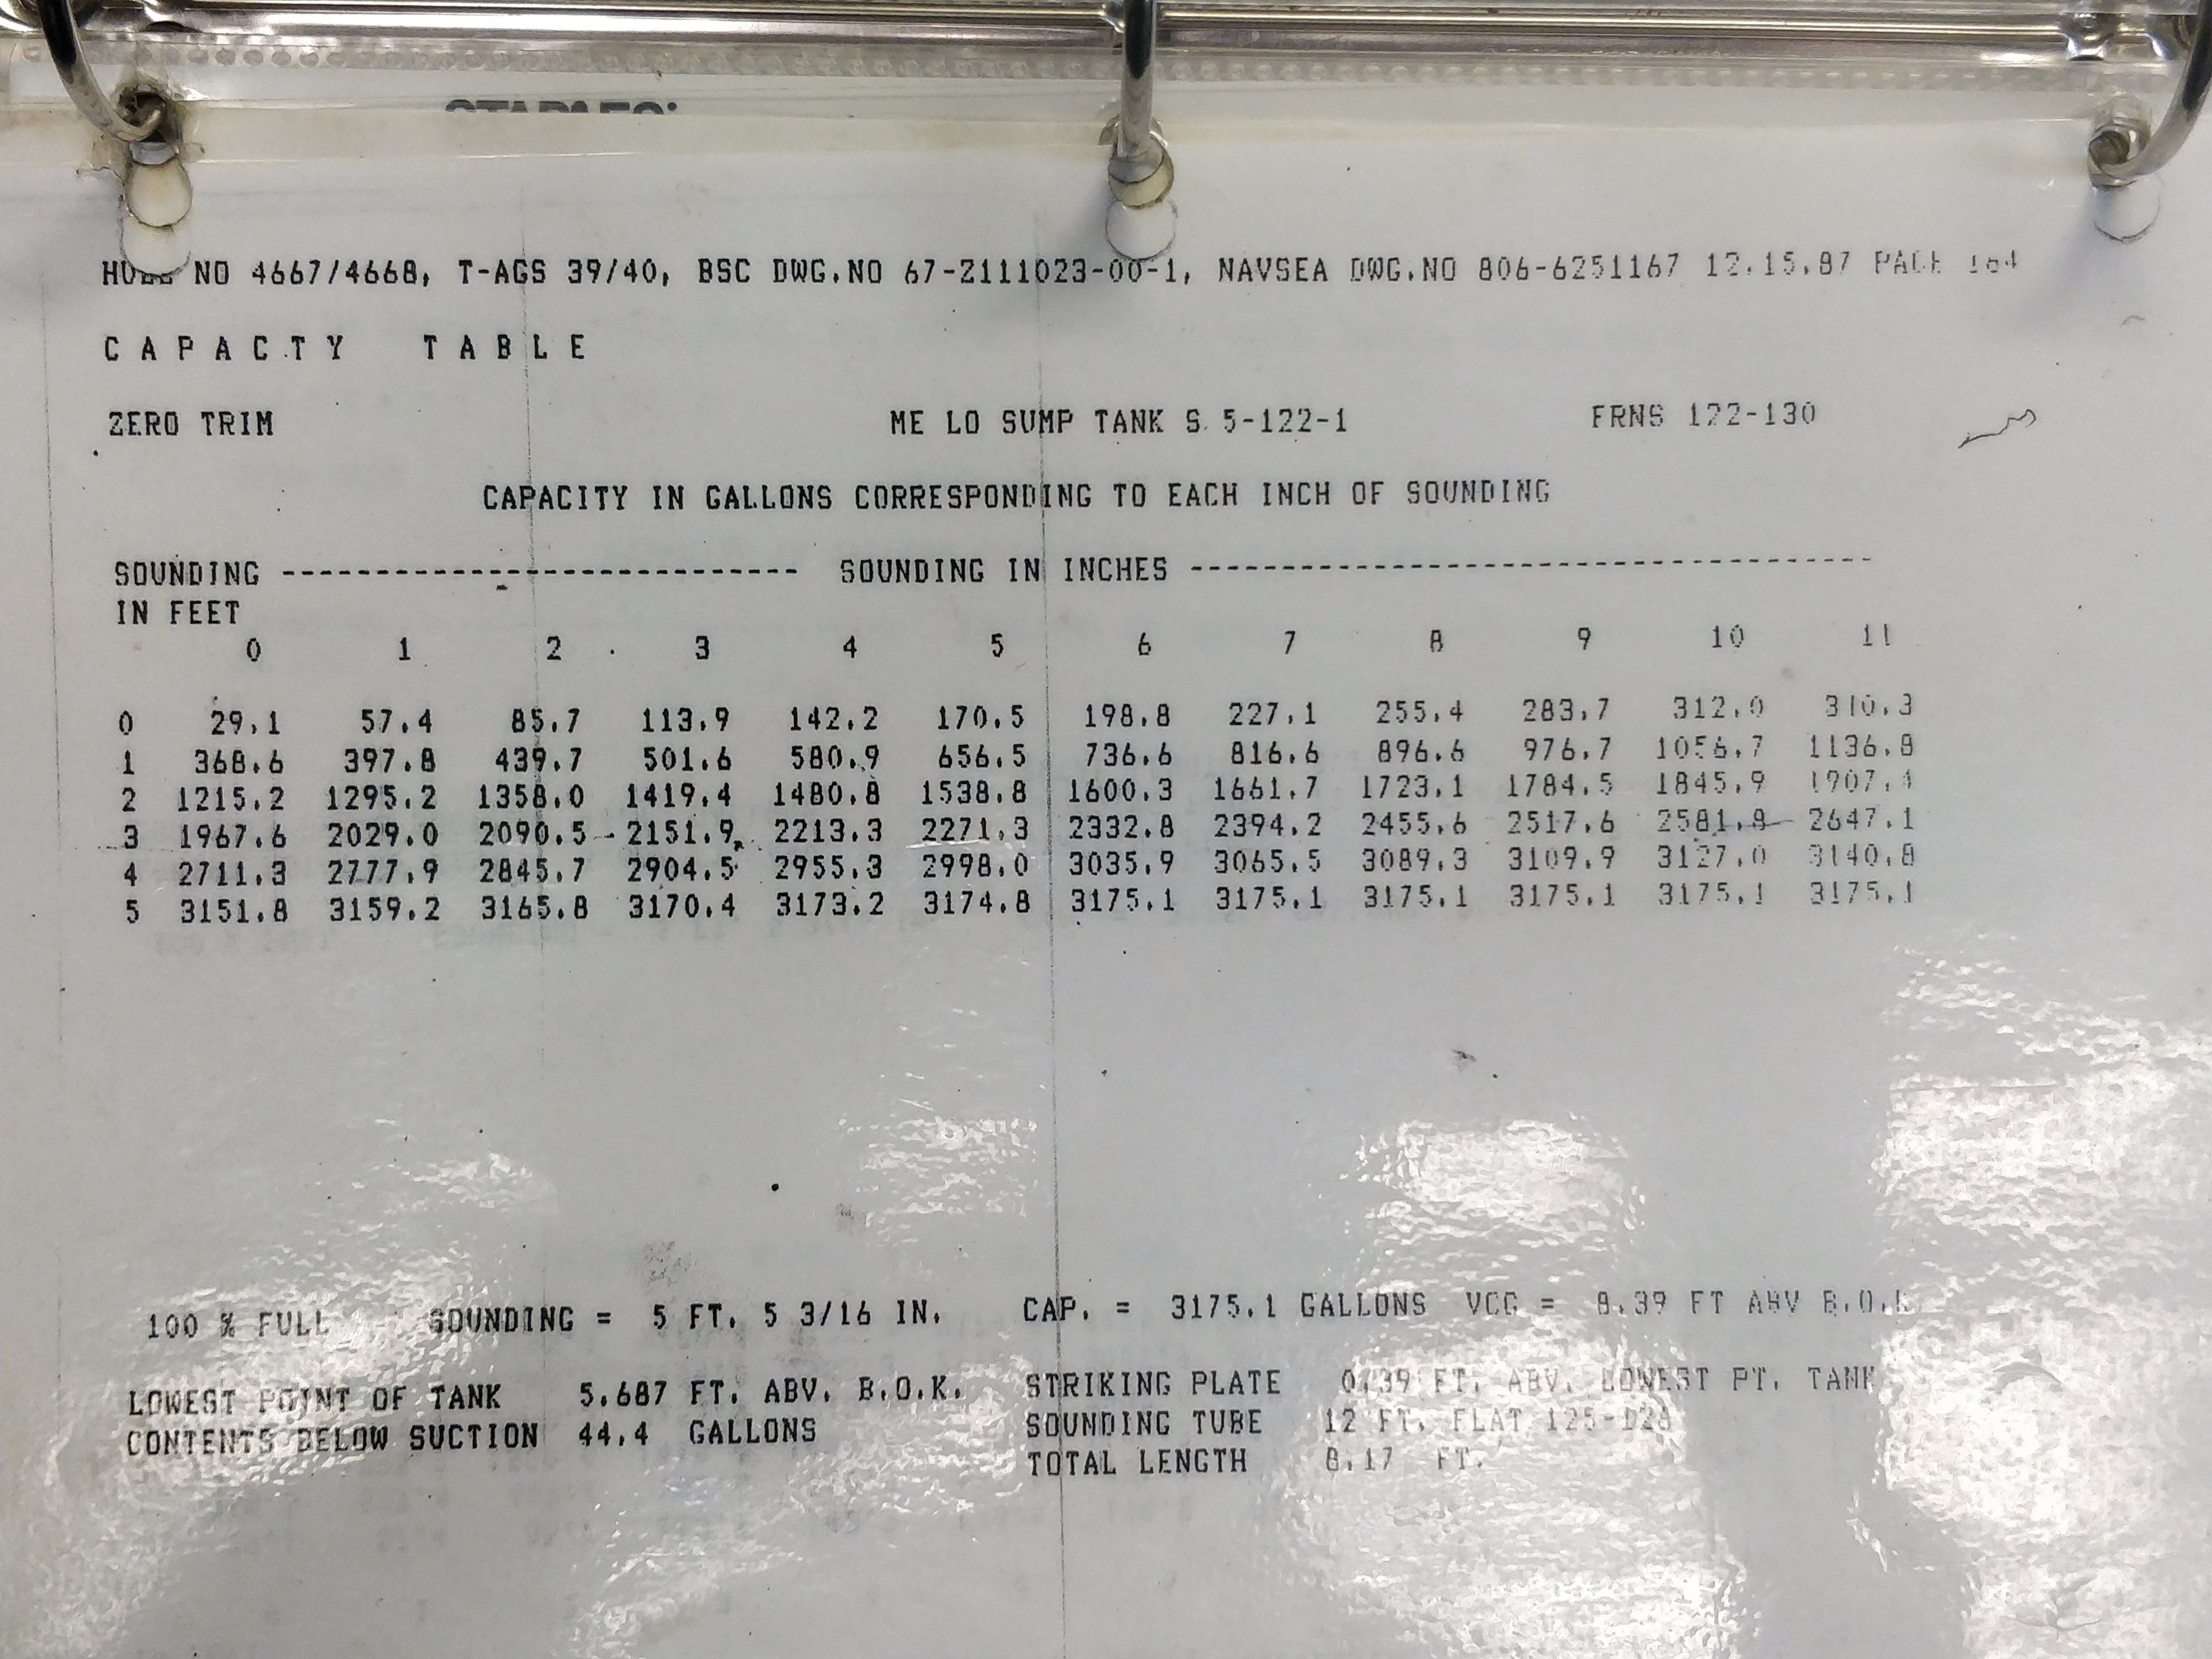 NO 4667/4668, T-AGS 39/40, BSC DWG.NO 67-Z111023-00-1, NAVSEA DWG.NO 806-6251167 12.15.87 PAGE 164
C A P A C T Y T A B L E
ZERO TRIM ME LO SUMP TANK S 5-122-1 FRNS 122-130
CAPACITY IN GALLONS CORRESPONDING TO EACH INCH OF SOUNDING
SOUNDING ---------------------------- SOUNDING IN INCHES ----------------------------------------
IN FEET
0 1 2 3 4 5 6 7 8 9 10 11
0 29.1 57.4 85.7 113.9 142.2 170.5 198.8 227.1 255.4 283.7 312.0 340.3
1 368.6 397.8 439.7 501.6 580.9 656.5 736.6 816.6 896.6 976.7 1056.7 1136.8
2 1215.2 1295.2 1358.0 1419.4 1480.8 1538.8 1600.3 1661.7 1723.1 1784.5 1845.9 1907.4
3 1967.6 2029.0 2090.5 2151.9 2213.3 2271.3 2332.8 2394.2 2455.6 2517.6 2581.8 2647.1
4 2711.3 2777.9 2845.7 2904.5 2955.3 2998.0 3035.9 3065.5 3089.3 3109.9 3127.0 3140.8
5 3151.8 3159.2 3165.8 3170.4 3173.2 3174.8 3175.1 3175.1 3175.1 3175.1 3175.1 3175.1
100 % FULL SOUNDING = 5 FT. 5 3/16 IN. CAP. = 3175.1 GALLONS VCG = 8.39 FT ABV B.O.K
LOWEST POINT OF TANK 5.687 FT. ABV. B.O.K. STRIKING PLATE 0.39 FT. ABV. LOWEST PT. TANK
CONTENTS BELOW SUCTION 44.4 GALLONS SOUNDING TUBE 12 FT. FLAT
TOTAL LENGTH 8.17 FT.